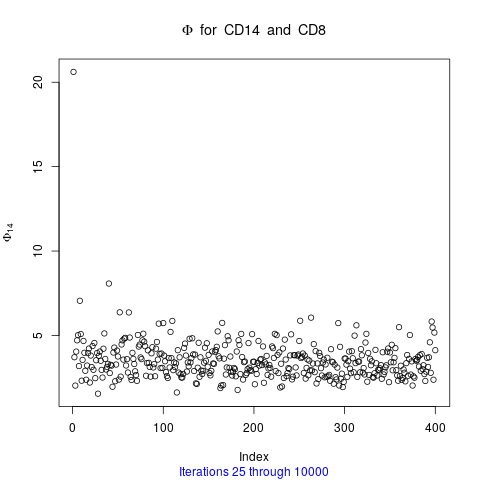 Φ for CD14 and CD8
20
15
10
5
Φ14
0 100 200 300 400
Index
Iterations 25 through 10000